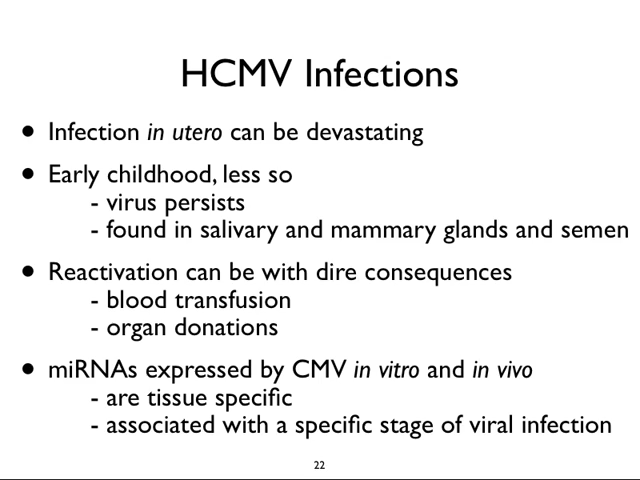 HCMV Infections
• Infection in utero can be devastating
• Early childhood, less so
- virus persists
- found in salivary and mammary glands and semen
• Reactivation can be with dire consequences
- blood transfusion
- organ donations
• miRNAs expressed by CMV in vitro and in vivo
- are tissue specific
- associated with a specific stage of viral infection
22